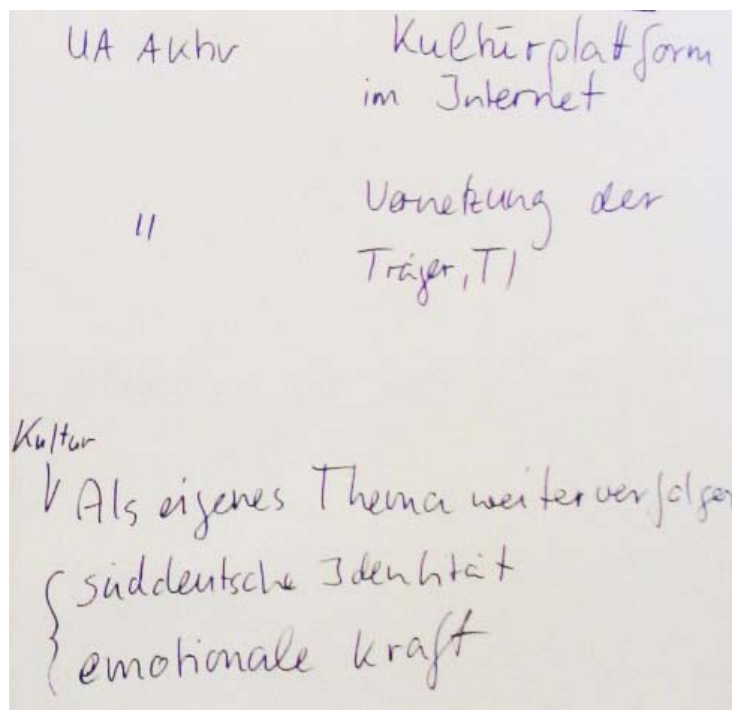 UA Aktiv Kulturplattform
im Internet
" Vernetzung der
Träger, TI
Kultur
Als eigenes Thema weiterverfolgen
süddeutsche Identität
emotionale Kraft